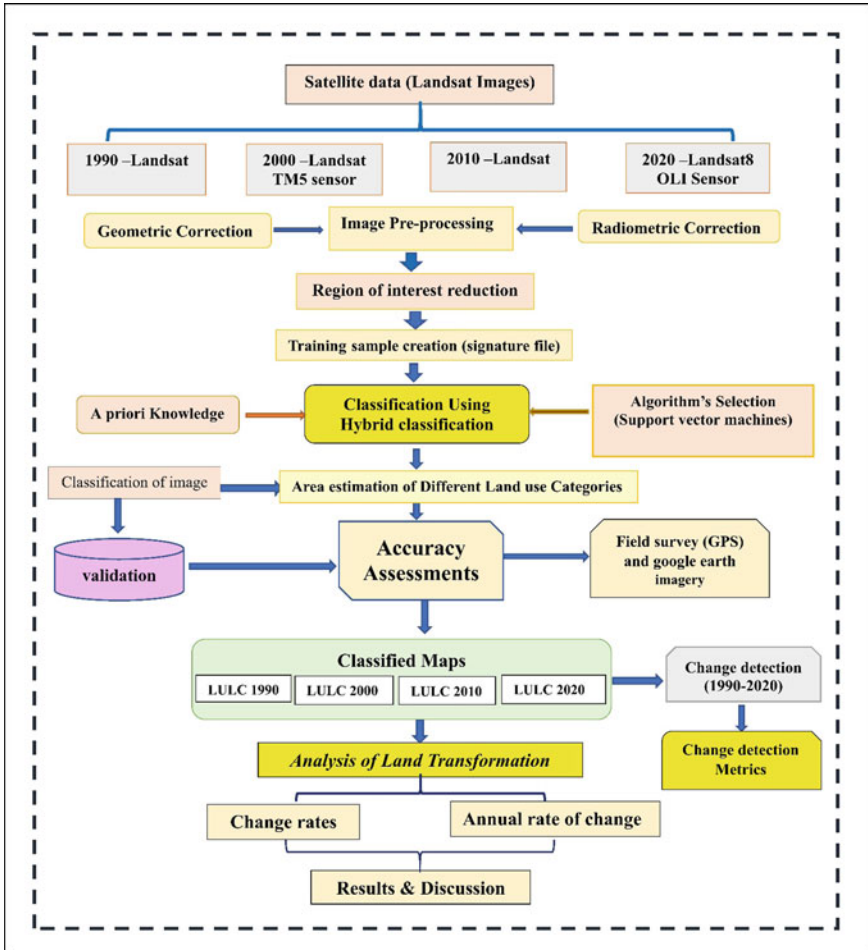 Satellite data (Landsat Images)
1990 –Landsat
2000 –Landsat
TM5 sensor
2010 –Landsat
2020 –Landsat8
OLI Sensor
Geometric Correction
Image Pre-processing
Radiometric Correction
Region of interest reduction
Training sample creation (signature file)
A priori Knowledge
Classification Using
Hybrid classification
Algorithm's Selection
(Support vector machines)
Classification of image
Area estimation of Different Land use Categories
validation
Accuracy
Assessments
Field survey (GPS)
and google earth
imagery
Classified Maps
LULC 1990
LULC 2000
LULC 2010
LULC 2020
Change detection
(1990-2020)
Change detection
Metrics
Analysis of Land Transformation
Change rates
Annual rate of change
Results & Discussion